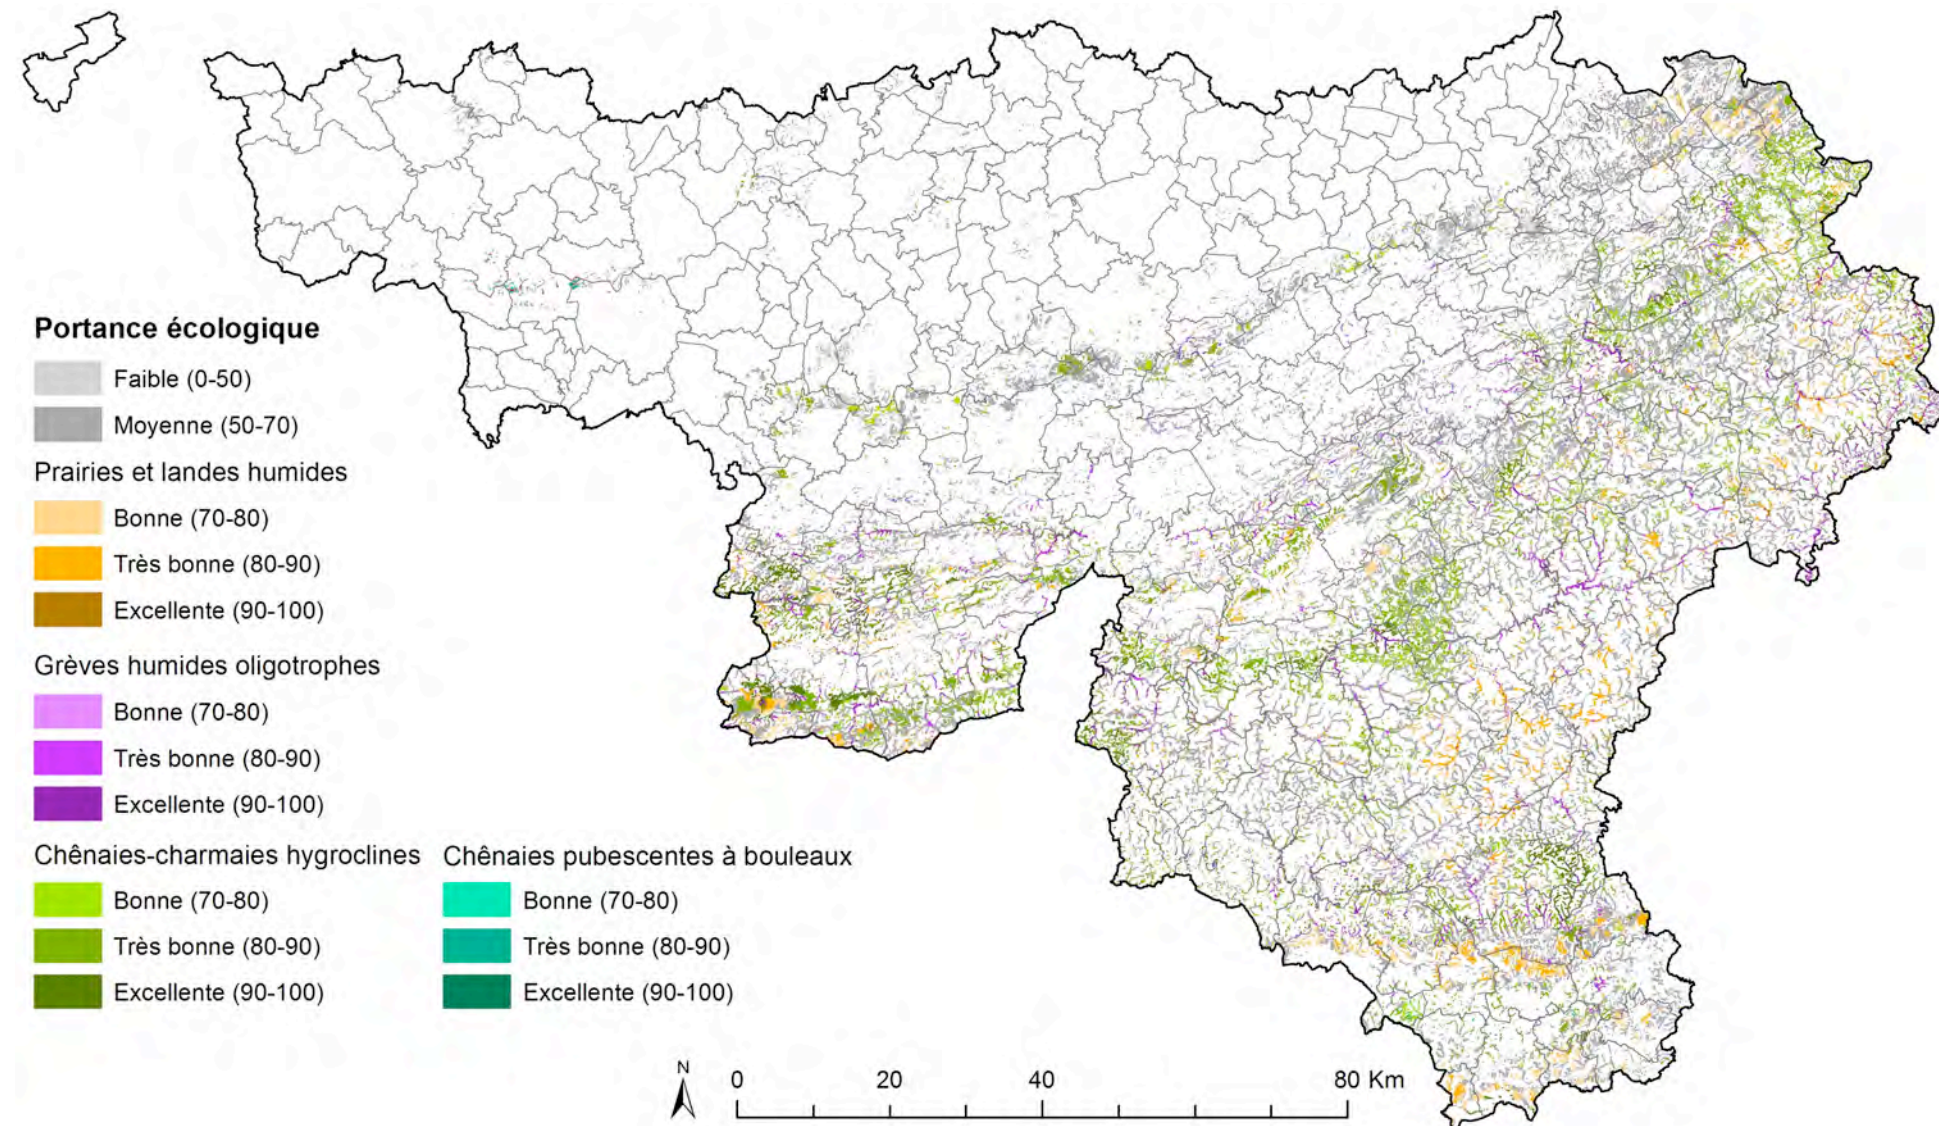 Portance écologique
Faible (0-50)
Moyenne (50-70)
Prairies et landes humides
Bonne (70-80)
Très bonne (80-90)
Excellente (90-100)
Grèves humides oligotrophes
Bonne (70-80)
Très bonne (80-90)
Excellente (90-100)
Chênaies-charmaies hygroclines
Bonne (70-80)
Très bonne (80-90)
Excellente (90-100)
Chênaies pubescentes à bouleaux
Bonne (70-80)
Très bonne (80-90)
Excellente (90-100)
N
0 20 40 80 Km